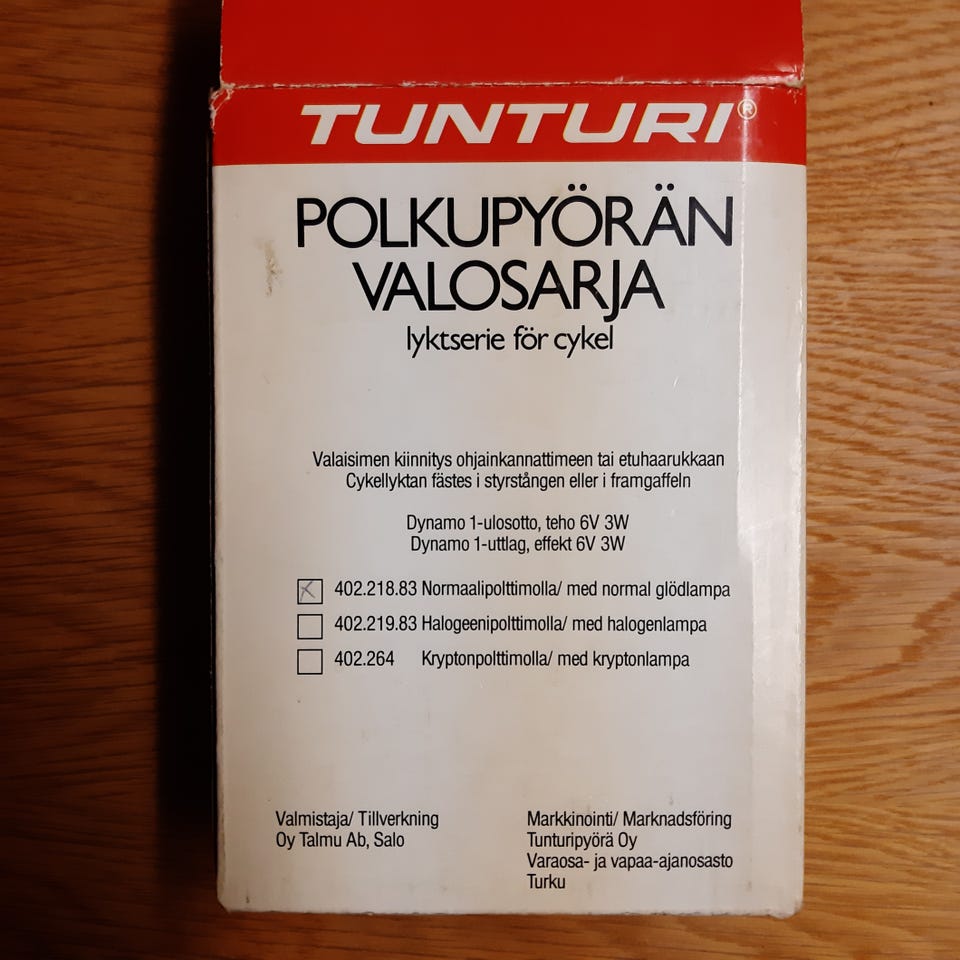 TUNTURI®
POLKUPYÖRÄN
VALOSARJA
lyktserie för cykel
Valaisimen kiinnitys ohjainkannattimeen tai etuhaarukkaan
Cykellyktan fästes i styrstången eller i framgaffeln
Dynamo 1-ulosotto, teho 6V 3W
Dynamo 1-uttlag, effekt 6V 3W
402.218.83 Normaalipolttimolla/ med normal glödlampa
402.219.83 Halogeenipolttimolla/ med halogenlampa
402.264 Kryptonpolttimolla/ med kryptonlampa
Valmistaja/ Tillverkning
Oy Talmu Ab, Salo
Markkinointi/ Marknadsföring
Tunturipyörä Oy
Varaosa- ja vapaa-ajanosasto
Turku